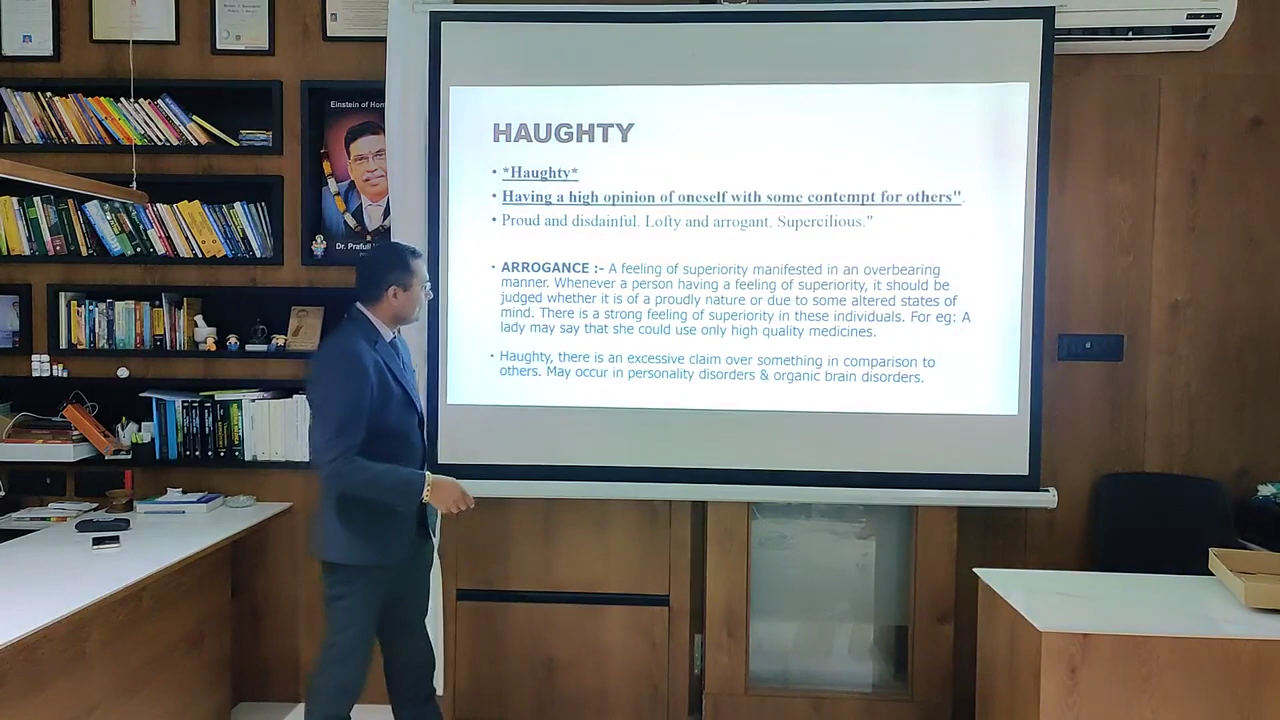 Einstein of Hom
Dr. Praful
HAUGHTY
• *Haughty*
• Having a high opinion of oneself with some contempt for others".
• Proud and disdainful. Lofty and arrogant. Supercilious."
• ARROGANCE :- A feeling of superiority manifested in an overbearing
manner. Whenever a person having a feeling of superiority, it should be
judged whether it is of a proudly nature or due to some altered states of
mind. There is a strong feeling of superiority in these individuals. For eg: A
lady may say that she could use only high quality medicines.
• Haughty, there is an excessive claim over something in comparison to
others. May occur in personality disorders & organic brain disorders.